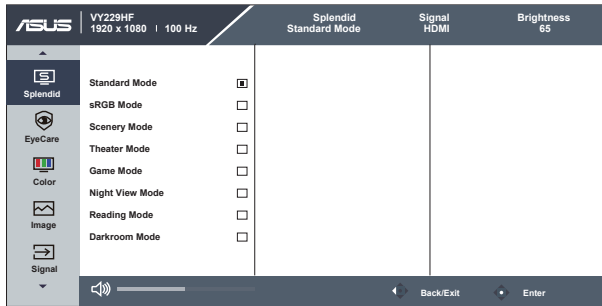 ASUS
VY229HF
1920 x 1080 | 100 Hz
Splendid
Standard Mode
Signal
HDMI
Brightness
65
Splendid
EyeCare
Color
Image
Signal
Standard Mode
sRGB Mode
Scenery Mode
Theater Mode
Game Mode
Night View Mode
Reading Mode
Darkroom Mode
Back/Exit
Enter